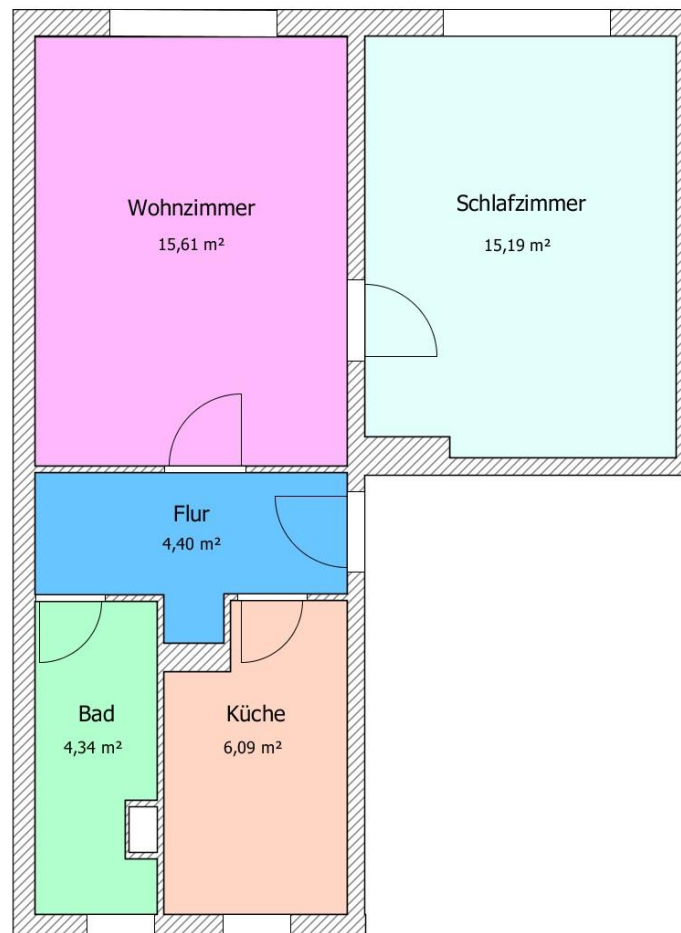 Wohnzimmer
15,61 m²
Schlafzimmer
15,19 m²
Flur
4,40 m²
Bad
4,34 m²
Küche
6,09 m²